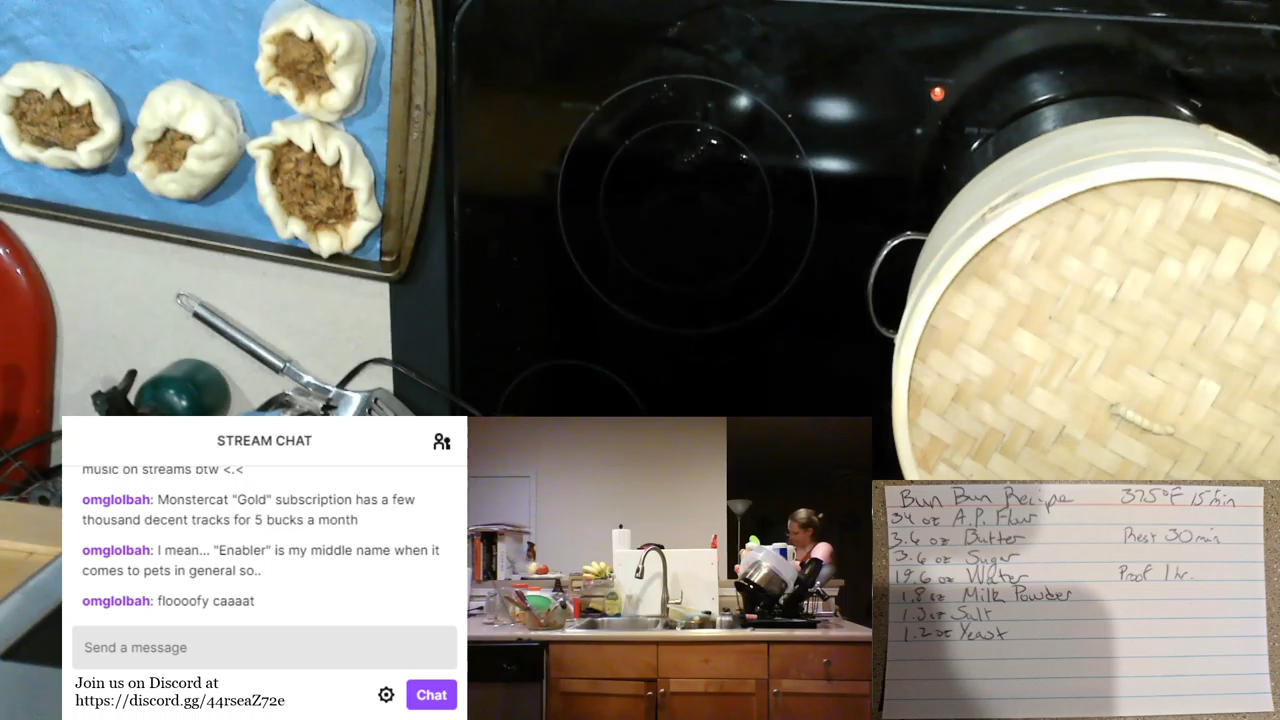 STREAM CHAT
music on streams btw <.<
omglolbah: Monstercat "Gold" subscription has a few
thousand decent tracks for 5 bucks a month
omglolbah: I mean... "Enabler" is my middle name when it
comes to pets in general so..
omglolbah: floooofy caaaat
Send a message
Join us on Discord at
https://discord.gg/44rseaZ72e
Chat
Bun Bun Recipe 375°F 15 min
34 oz A.P. Flour
3.6 oz Butter Rest 30 min
3.6 oz Sugar
19.6 oz Water Proof 1 hr.
1.8 oz Milk Powder
oz Salt
1.2 oz Yeast